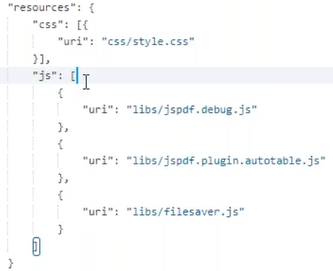 "resources": {
"css": [{
"uri": "css/style.css"
}],
"js": [
{
"uri": "libs/jspdf.debug.js"
},
{
"uri": "libs/jspdf.plugin.autotable.js"
},
{
"uri": "libs/filesaver.js"
}
]
}